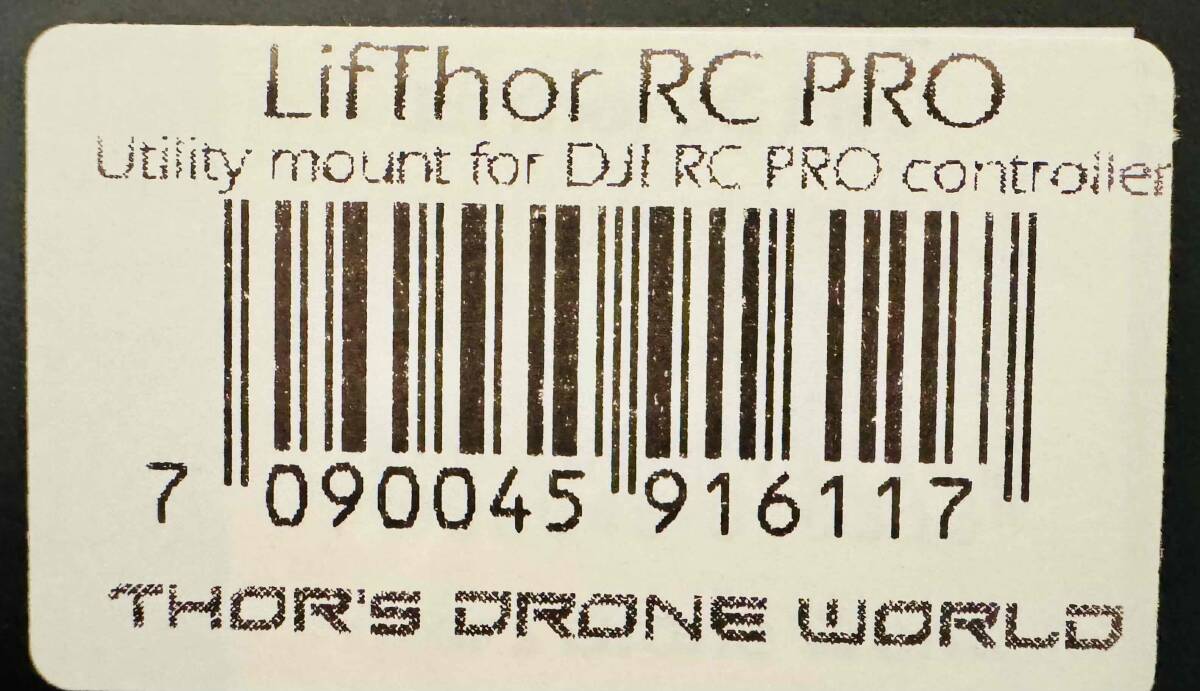 LifThor RC PRO
Utility mount for DJI RC PRO controller
7 090045 916117
THOR'S DRONE WORLD